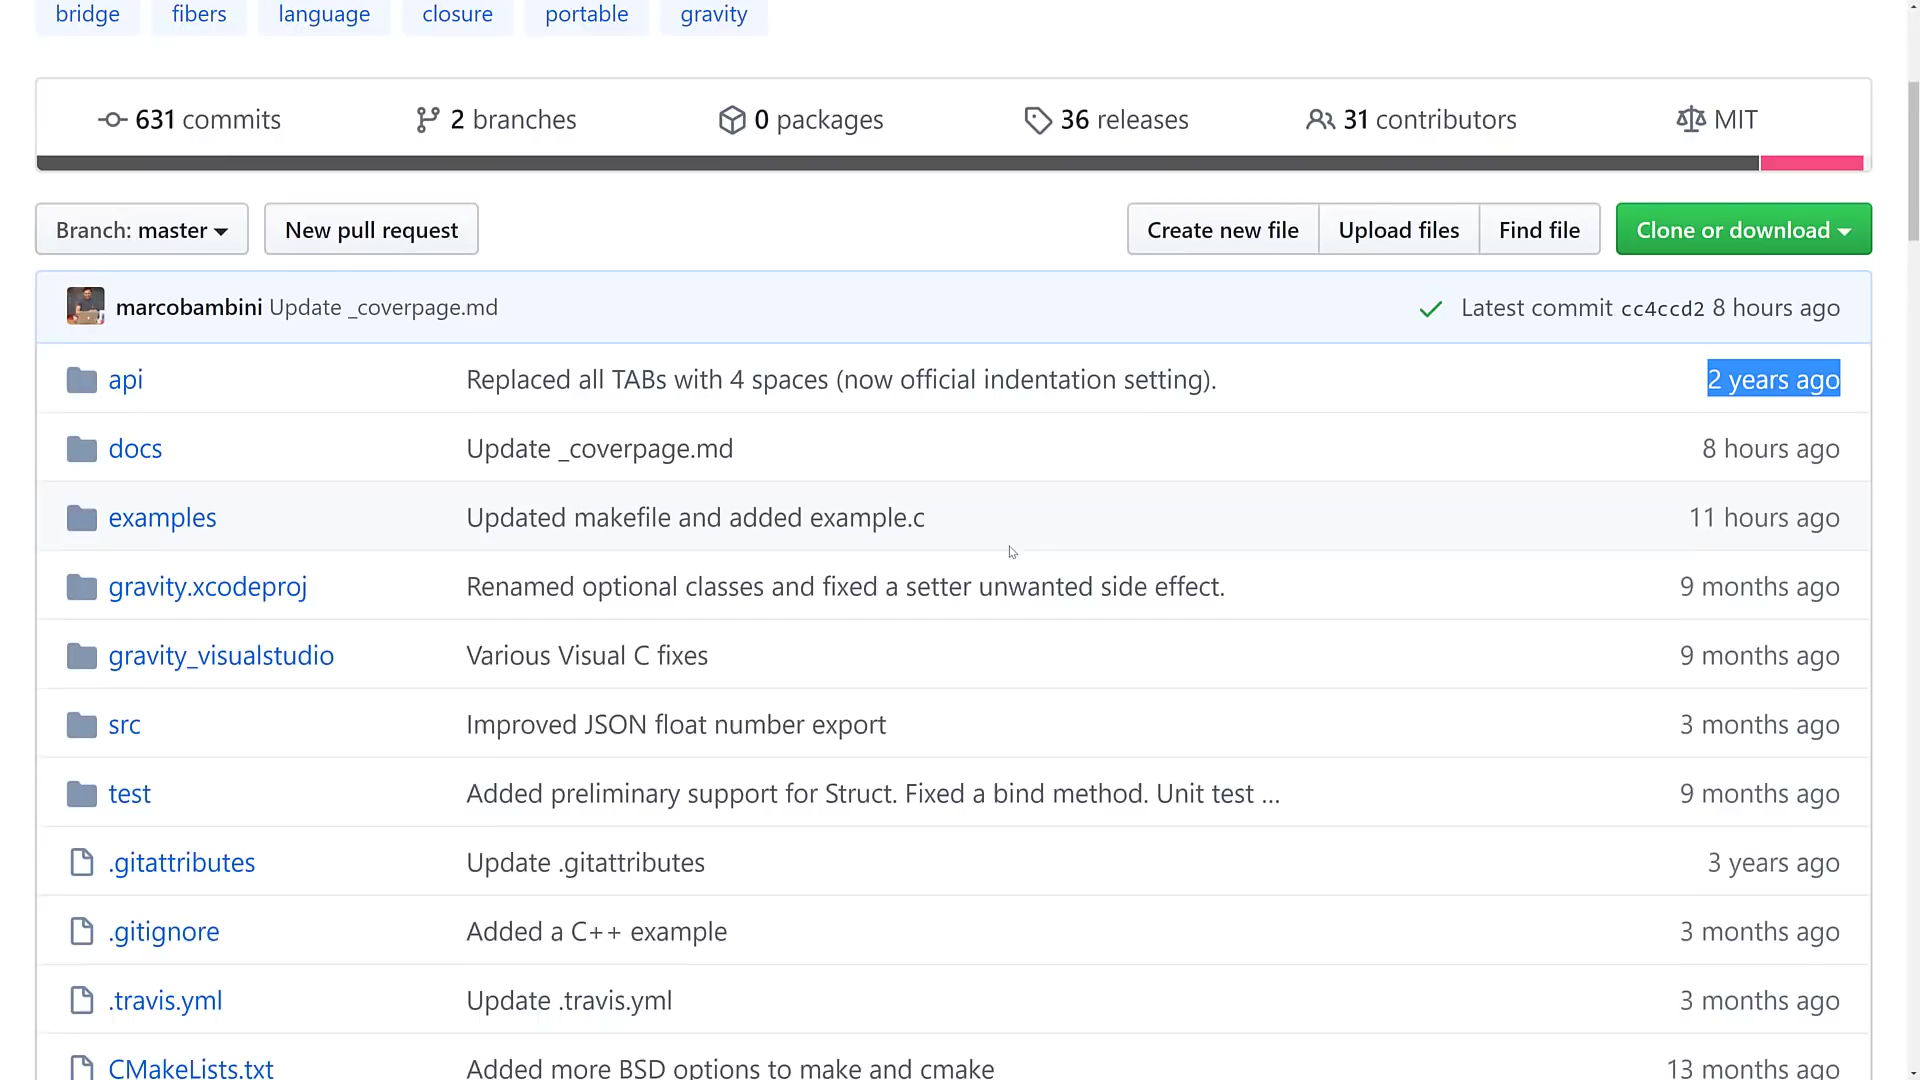 bridge fibers language closure portable gravity
631 commits 2 branches 0 packages 36 releases 31 contributors MIT
Branch: master New pull request Create new file Upload files Find file Clone or download
marcobambini Update _coverpage.md Latest commit cc4ccd2 8 hours ago
api Replaced all TABs with 4 spaces (now official indentation setting). 2 years ago
docs Update _coverpage.md 8 hours ago
examples Updated makefile and added example.c 11 hours ago
gravity.xcodeproj Renamed optional classes and fixed a setter unwanted side effect. 9 months ago
gravity_visualstudio Various Visual C fixes 9 months ago
src Improved JSON float number export 3 months ago
test Added preliminary support for Struct. Fixed a bind method. Unit test ... 9 months ago
.gitattributes Update .gitattributes 3 years ago
.gitignore Added a C++ example 3 months ago
.travis.yml Update .travis.yml 3 months ago
CMakeLists.txt Added more BSD options to make and cmake 13 months ago